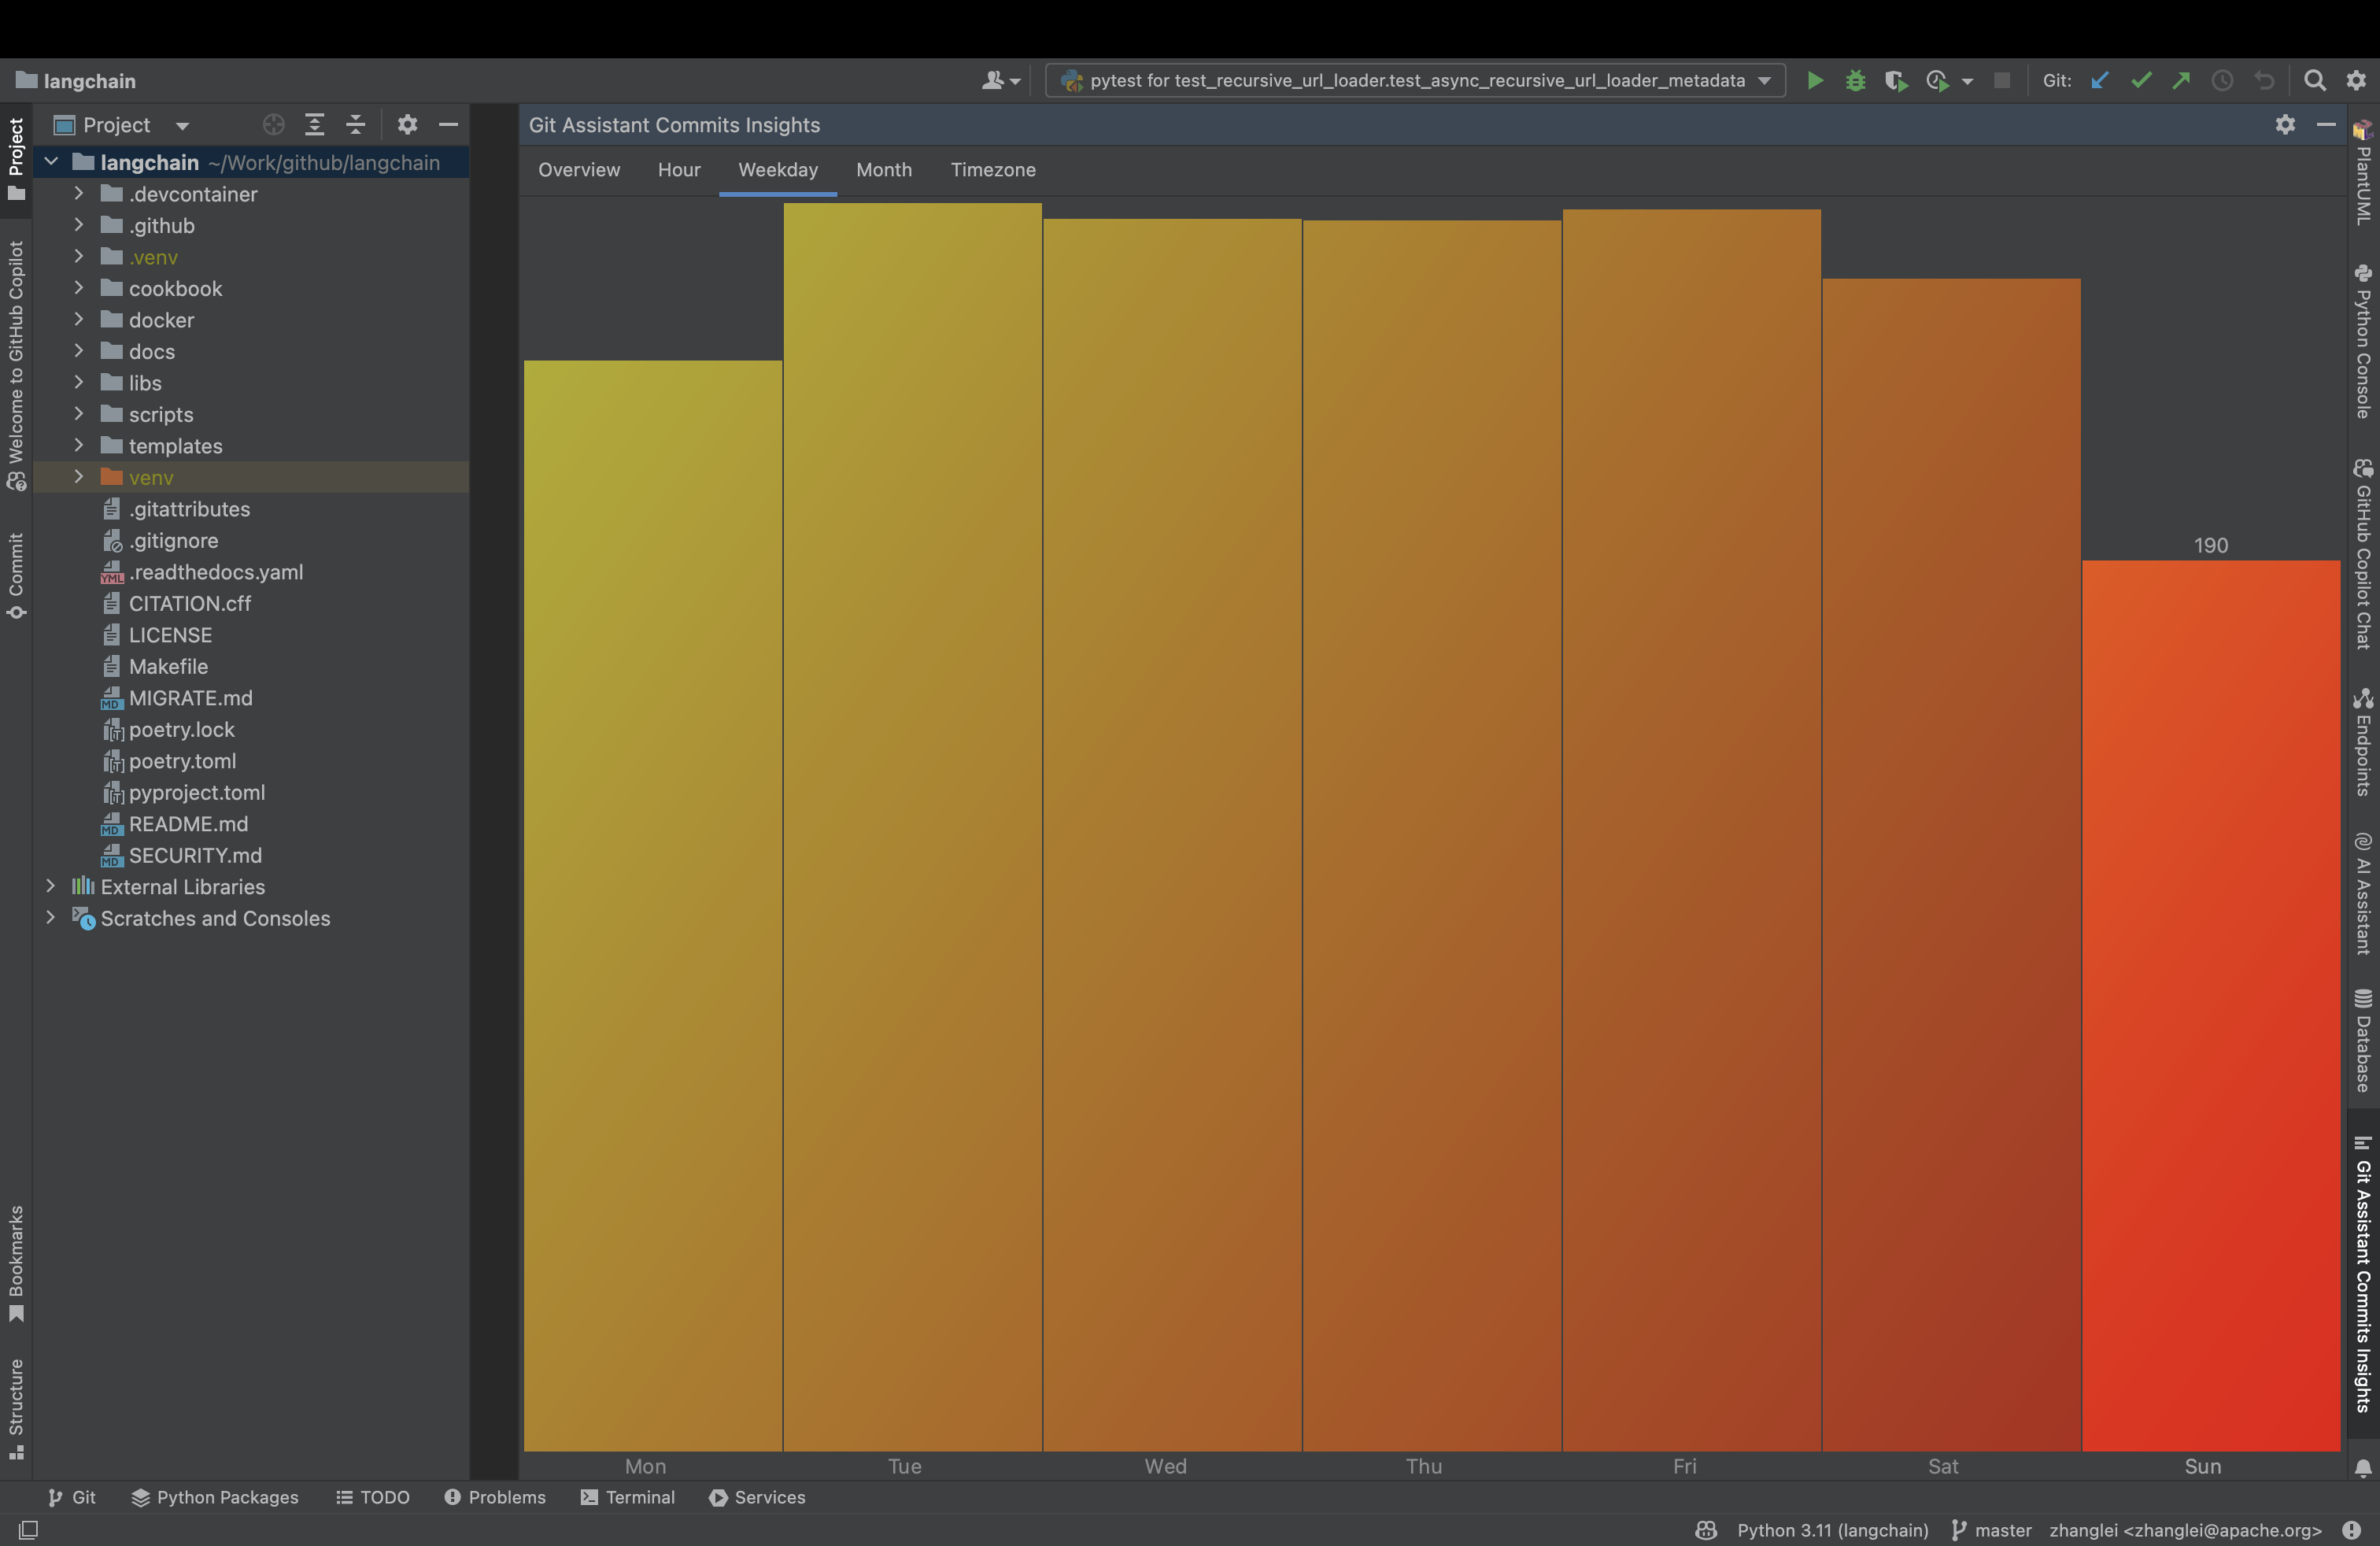 langchain
pytest for test_recursive_url_loader.test_async_recursive_url_loader_metadata
Git:
Project
Welcome to GitHub Copilot
Commit
Bookmarks
Structure
Project
langchain ~/Work/github/langchain
.devcontainer
.github
.venv
cookbook
docker
docs
libs
scripts
templates
venv
.gitattributes
.gitignore
.readthedocs.yaml
CITATION.cff
LICENSE
Makefile
MIGRATE.md
poetry.lock
poetry.toml
pyproject.toml
README.md
SECURITY.md
External Libraries
Scratches and Consoles
Git Assistant Commits Insights
Overview Hour Weekday Month Timezone
190
Mon Tue Wed Thu Fri Sat Sun
PlantUML
Python Console
GitHub Copilot Chat
Endpoints
AI Assistant
Database
Git Assistant Commits Insights
Git Python Packages TODO Problems Terminal Services
Python 3.11 (langchain) master zhanglei <zhanglei@apache.org>